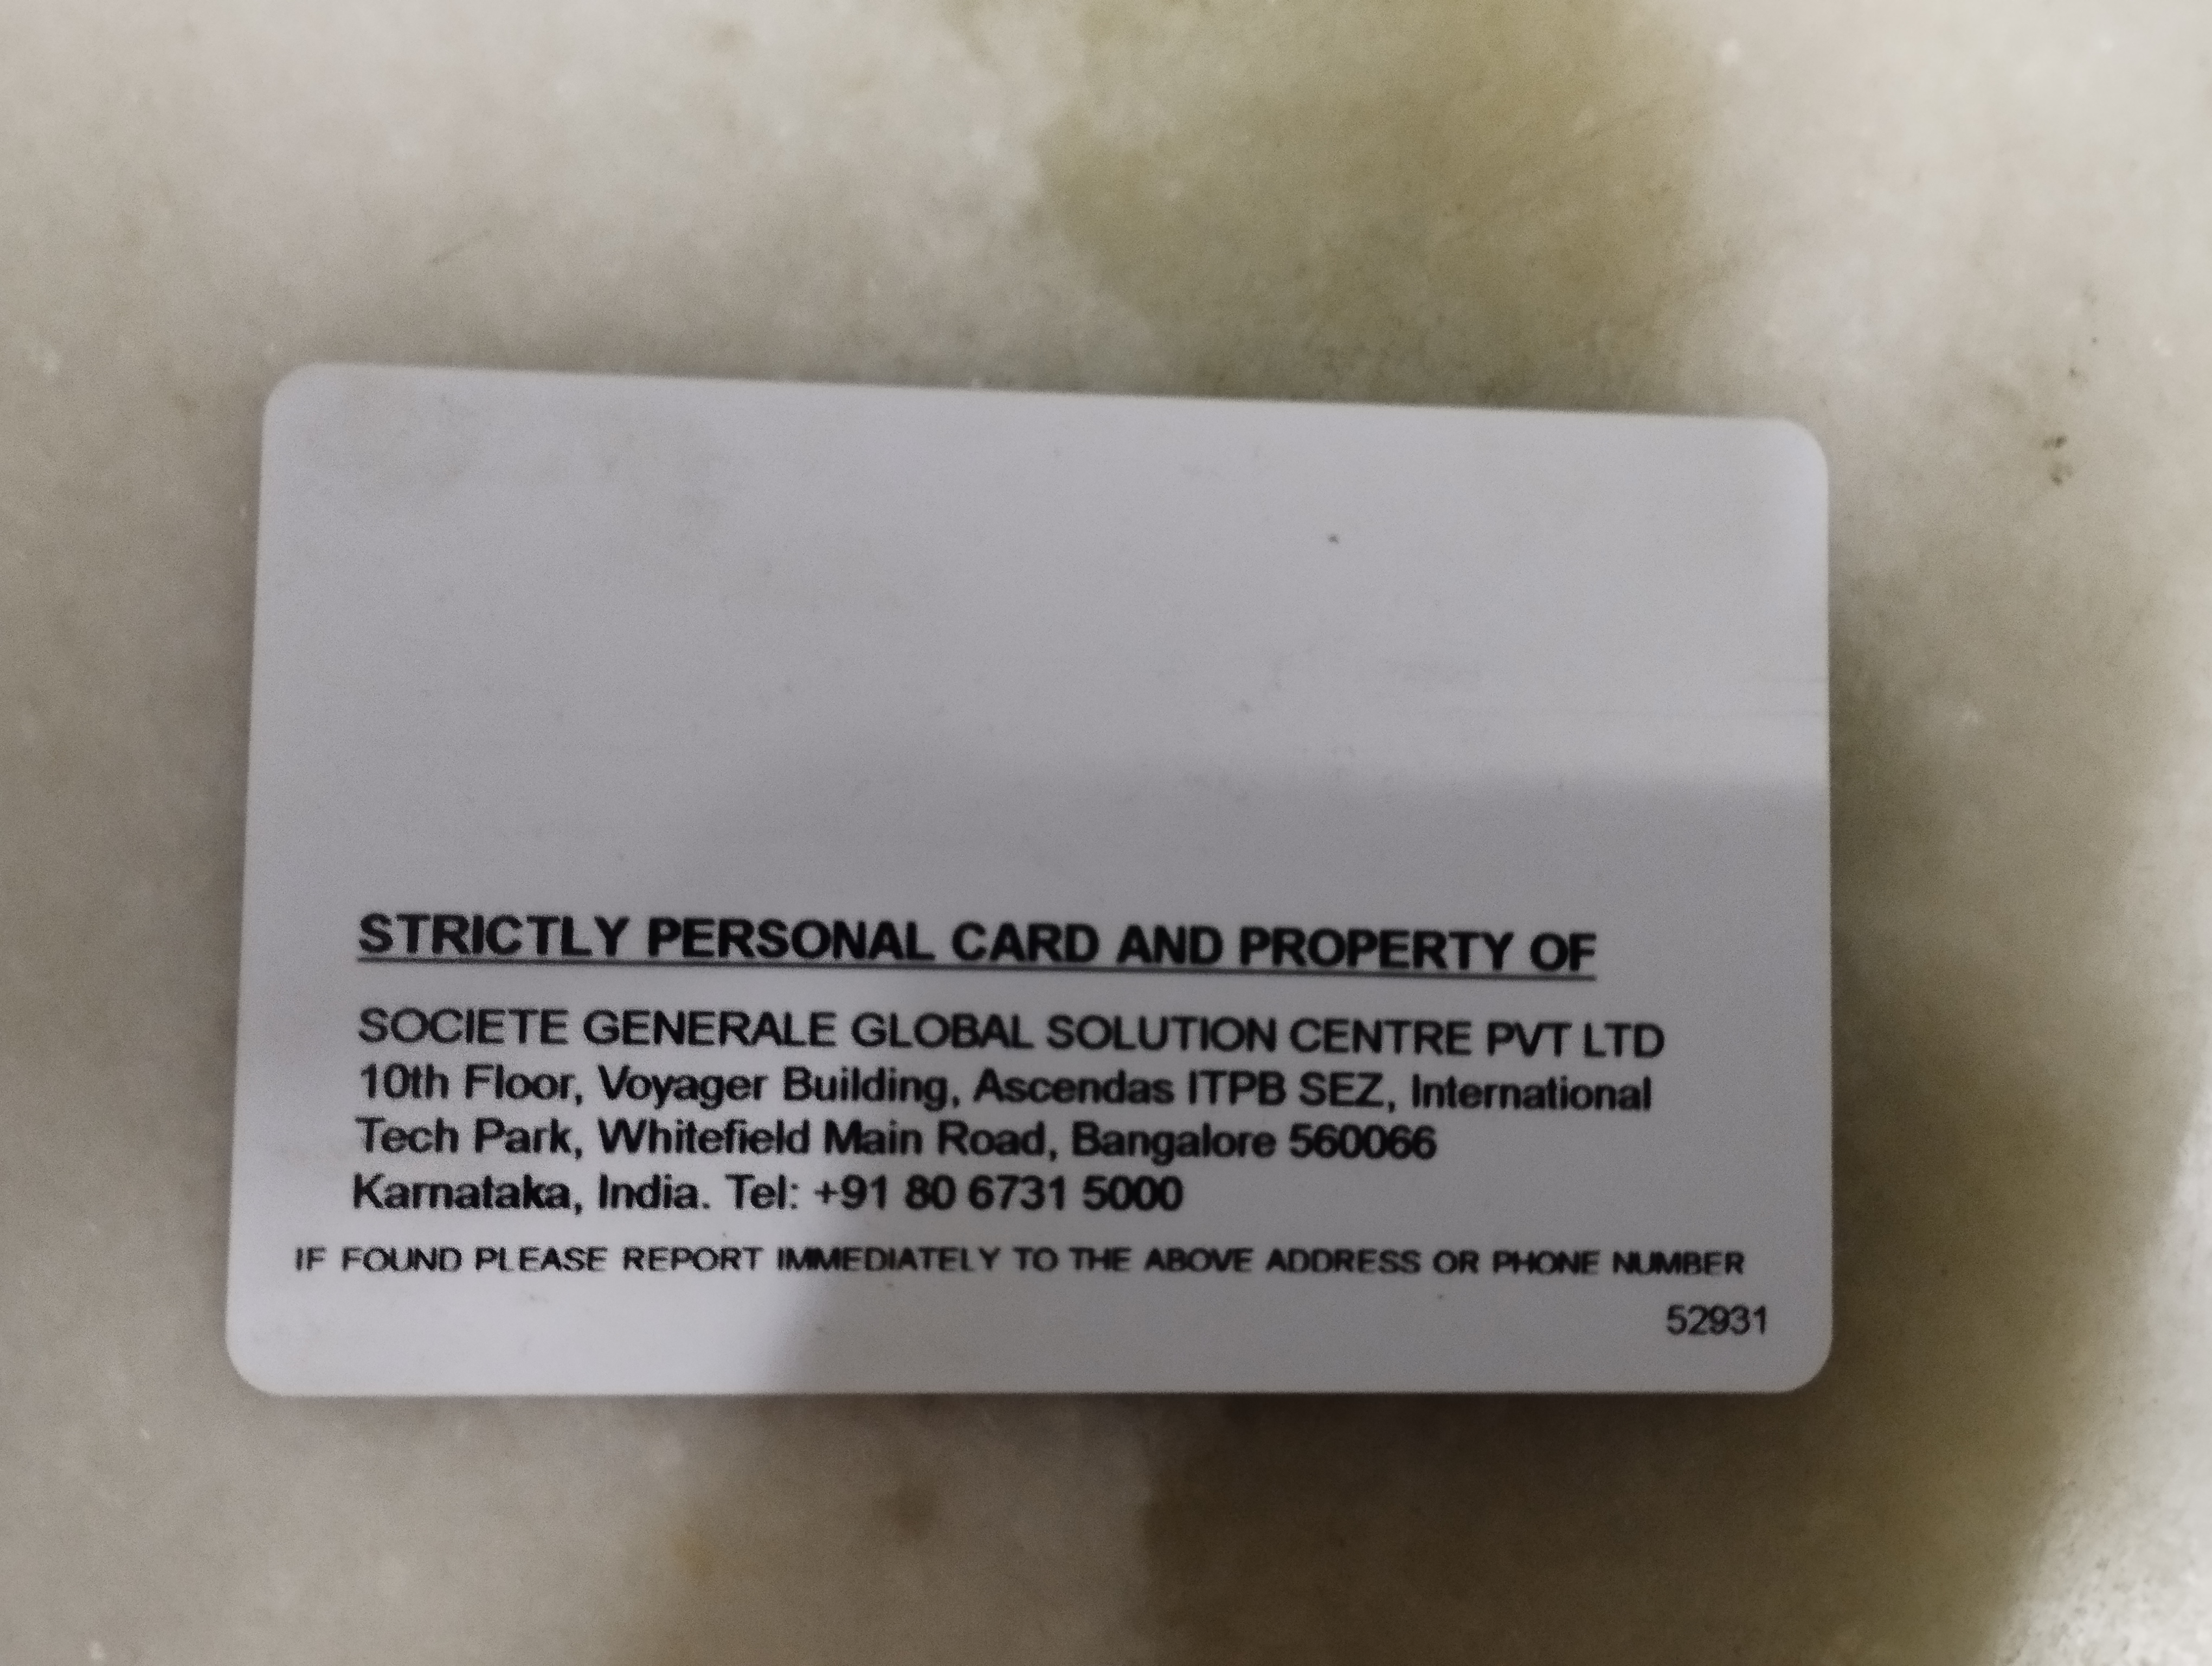 STRICTLY PERSONAL CARD AND PROPERTY OF
SOCIETE GENERALE GLOBAL SOLUTION CENTRE PVT LTD
10th Floor, Voyager Building, Ascendas ITPB SEZ, International
Tech Park, Whitefield Main Road, Bangalore 560066
Karnataka, India. Tel: +91 80 6731 5000
IF FOUND PLEASE REPORT IMMEDIATELY TO THE ABOVE ADDRESS OR PHONE NUMBER
52931